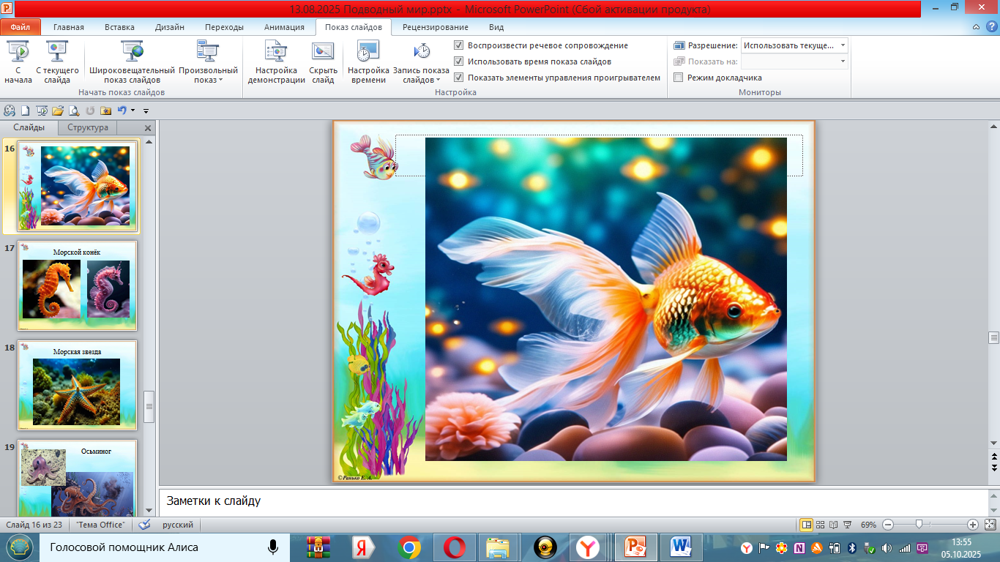 13.08.2025 Подводный мир.pptx - Microsoft PowerPoint (Сбой активации продукта)
Файл Главная Вставка Дизайн Переходы Анимация Показ слайдов Рецензирование Вид
С начала
С текущего слайда
Широковещательный показ слайдов
Произвольный показ
Начать показ слайдов
Настройка демонстрации
Скрыть слайд
Настройка времени
Запись показа слайдов
Воспроизвести речевое сопровождение
Использовать время показа слайдов
Показать элементы управления проигрывателем
Настройка
Разрешение: Использовать текуще...
Показать на:
Режим докладчика
Мониторы
Слайды Структура
16
17
Морской конёк
18
Морская звезда
19
Осьминог
©Ранько Е. А.
Заметки к слайду
Слайд 16 из 23 "Тема Office" русский 69%
Голосовой помощник Алиса
13:55
05.10.2025